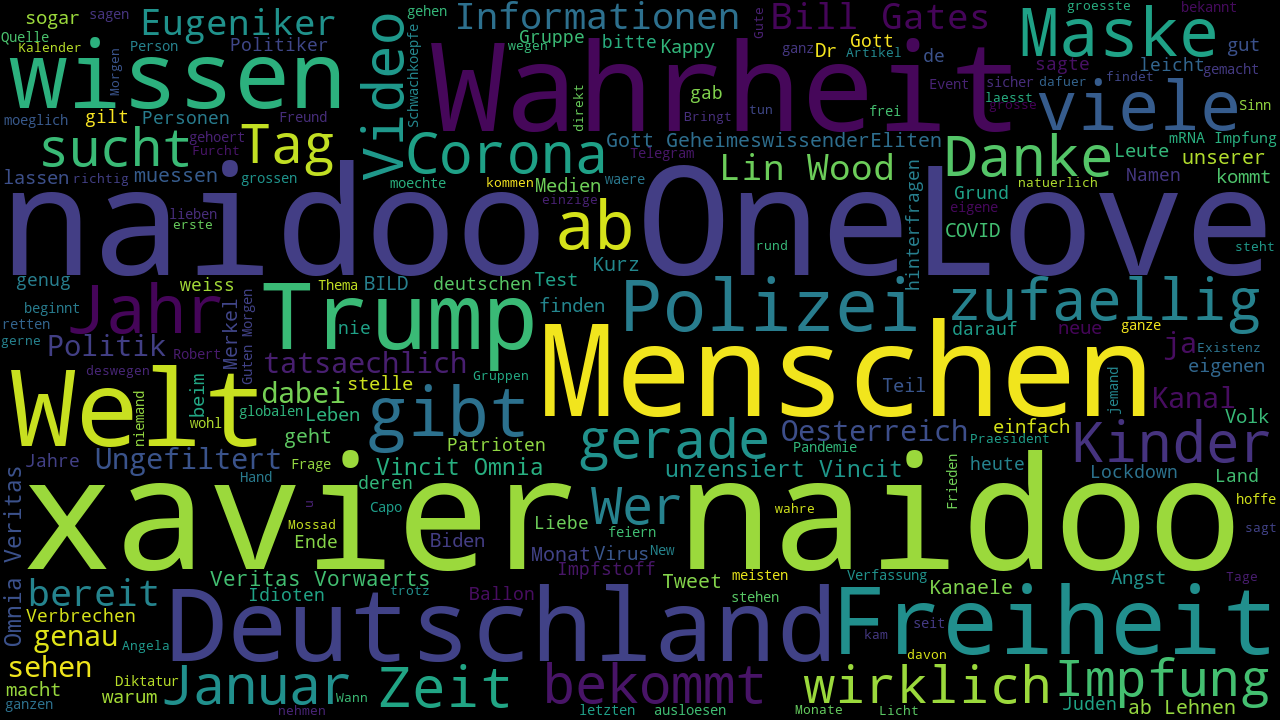 sogar sagen
gehen
Informationen
Bill Gates
groesste
bekannt
Quelle
Eugeniker
Gute
Maske
Kalender Person Politiker
Gruppe bitte Kappy ganz Dr Gott
wegen
Artikel
de
gut
wissen
Morgen
Video
Schwachkoepfe
Wahrheit
sagte leicht
gemacht
moeglich gilt Personen Freund
direkt
gab Bringt tun frei
Event sicher dafuer findet
laesst
grosse
viele
Sinn
sucht
gehoert
Furcht
Tag
Corona
Gott GeheimeswissenderEliten
Telegram
Danke
Leute
mRNA Impfung
unserer
lassen richtig muessen grossen
moechte
kommen
Medien
einzige
waere
Lin Wood
hinterfragen
Grund
natuerlich
Namen
kommt
naidoo
lieben
erste
ab
OneLove
rund
eigene
COVID
steht
genug
beginnt
retten
gerne
Jahr
weiss
Thema
BILD
deutschen
Kurz
Test
finden
Polizei
zufaellig
Trump
nie
Merkel
Guten Morgen
darauf
neue
ganze
Politik
Robert
deswegen
tatsaechlich
Gruppen
Menschen
Teil
ja
Existenz
eigenen
Welt
niemand
beim
wohl
dabei
stelle
globalen
Leben
geht
gibt
Patrioten
gerade
Oesterreich
Pandemie
einfach
Praesident
jemand
Kanal
Volk
Kinder
Jahre
Ungefiltert
Hand
Frage
Vincit Omnia
deren
unzensiert Vincit
heute
Lockdown
Land
Omnia Veritas
xavier naidoo
u
Mossad
Ende
Capo
Biden
Liebe
Wer
feiern
wahre
Frieden
hoffe
sagt
Monat
Virus
New
Impfstoff
Veritas Vorwaerts
Idioten
trotz
Ballon
Tweet
meisten
stehen
Verfassung
Kanaele
Angst
Tage
bereit
Verbrechen
genau
Angela
Deutschland
Freiheit
kam
seit
davon
sehen
Diktatur
macht
ganzen
warum
Januar
nehmen
Wann
Zeit
bekommt
letzten
ausloesen
wirklich
Monate
Licht
Impfung
Juden
ab Lehnen